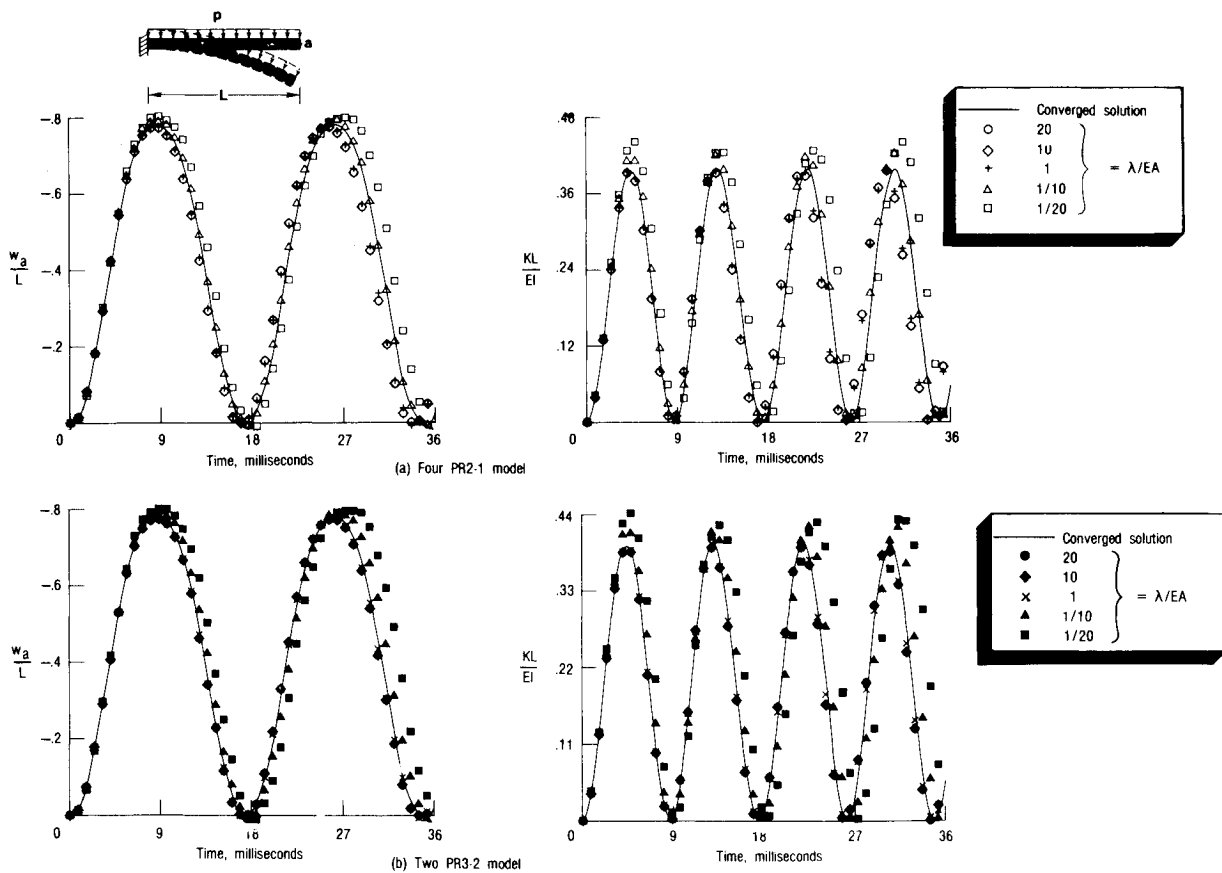 p
a
L
-.8
-.6
-.4
-.2
0
9
18
27
36
w_a
L
Time, milliseconds
.48
.36
.24
.12
0
9
18
27
36
KL
EI
Time, milliseconds
Converged solution
20
10
1
1/10
1/20
= λ/EA
(a) Four PR2-1 model
-.8
-.6
-.4
-.2
0
9
18
27
36
w_a
L
Time, milliseconds
.44
.33
.22
.11
0
9
18
27
36
KL
EI
Time, milliseconds
Converged solution
20
10
1
1/10
1/20
= λ/EA
(b) Two PR3-2 model